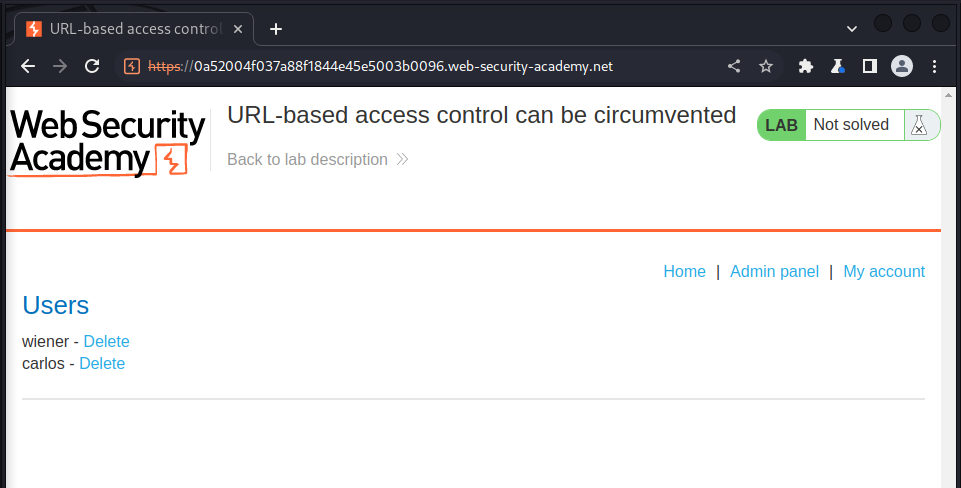 URL-based access control
https://0a52004f037a88f1844e45e5003b0096.web-security-academy.net
Web Security
Academy
URL-based access control can be circumvented
Back to lab description
LAB Not solved
Home | Admin panel | My account
Users
wiener - Delete
carlos - Delete